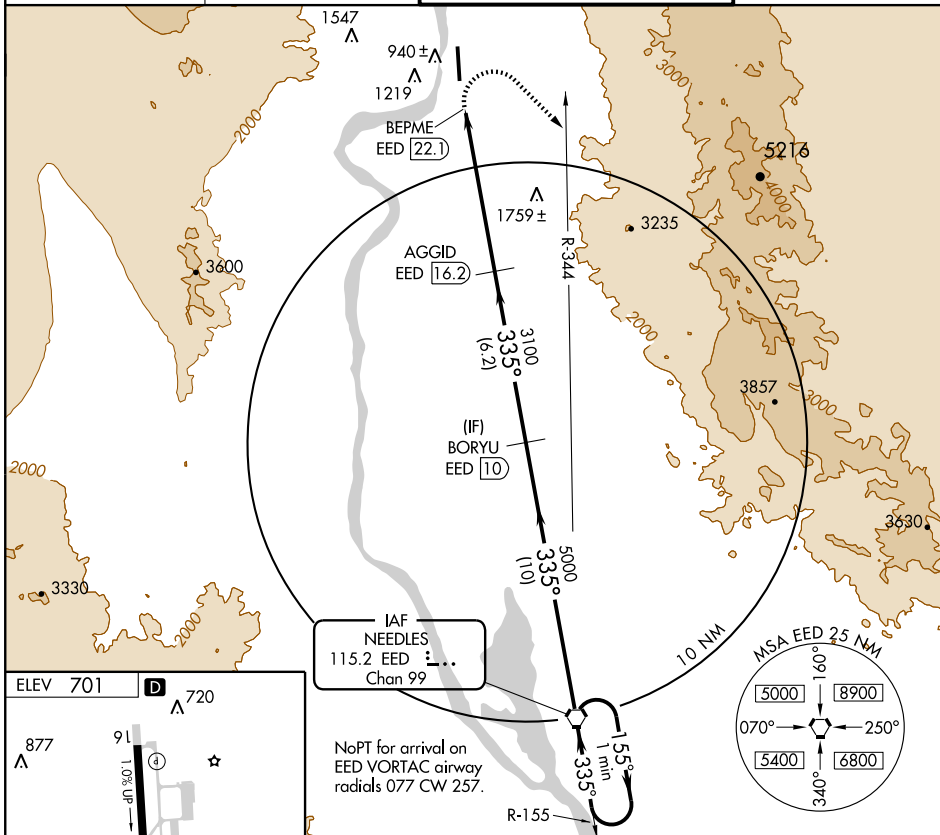 1547
940 ±
1219
2000
3000
BEPME
EED 22.1
5216
4000
1759 ±
3235
R-344
AGGID
EED 16.2
3600
2000
3100
335°
(6.2)
3857
3000
(IF)
BORYU
EED 10
2000
3630
5000
335°
(10)
3330
2000
10 NM
IAF
NEEDLES
115.2 EED
Chan 99
MSA EED 25 NM
160°
5000
8900
070°
250°
5400
6800
340°
ELEV 701
D
720
877
16
P
1.0% UP
NoPT for arrival on
EED VORTAC airway
radials 077 CW 257.
155°
1 min
335°
R-155